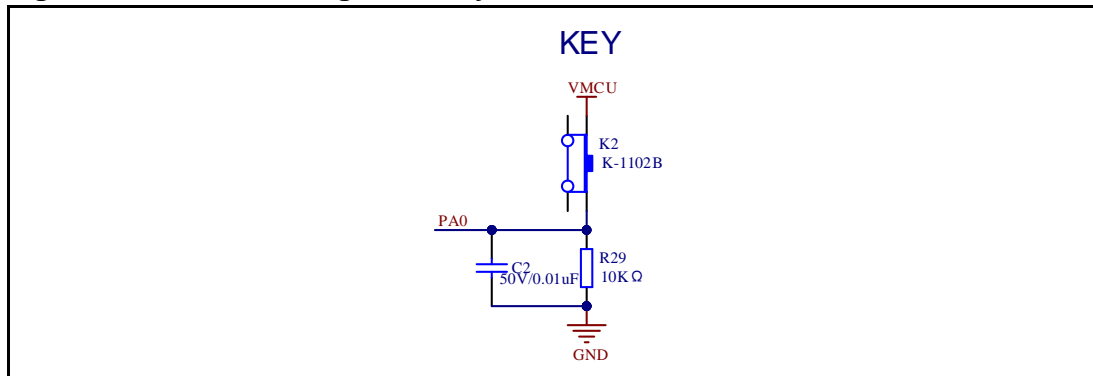 KEY
VMCU
K2
K-1102B
PA0
C2
50V/0.01uF
R29
10KΩ
GND